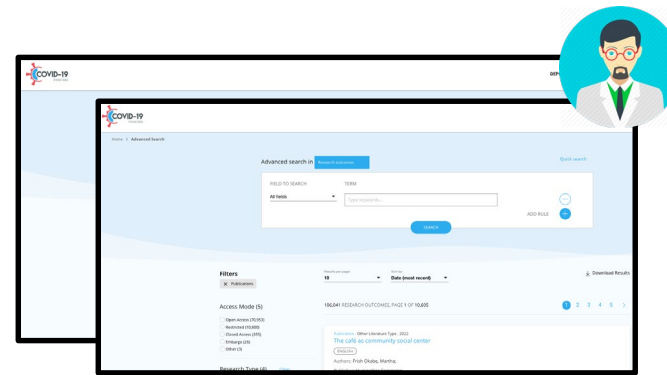 COVID-19
DEP
COVID-19
Home > Advanced Search
Advanced search in Research outcomes
Quick search
FIELD TO SEARCH
TERM
All fields
Type keywords...
ADD RULE
SEARCH
Filters
Publications
Results per page
10
Sort by
Date (most recent)
Download Results
Access Mode (5)
106,041 RESEARCH OUTCOMES, PAGE 1 OF 10,605
1 2 3 4 5 >
Open Access (70,953)
Restricted (10,600)
Closed Access (355)
Embargo (26)
Other (3)
Publication . Other literature type . 2022
The café as community social center
ENGLISH
Authors: Frish Okabe, Martha;
Research Type (4)